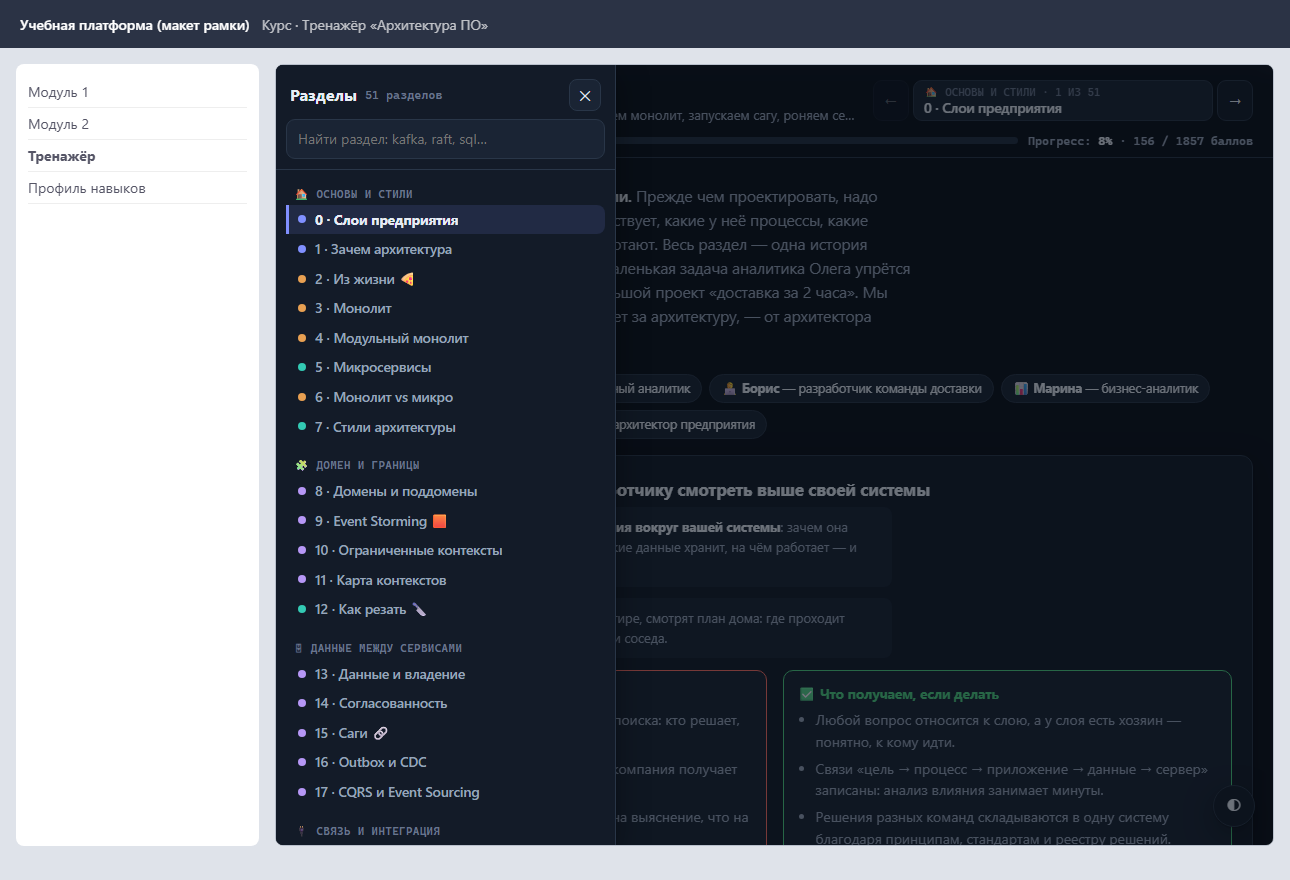 Учебная платформа (макет рамки) Курс · Тренажёр «Архитектура ПО»
Модуль 1
Модуль 2
Тренажёр
Профиль навыков
Разделы 51 разделов
Найти раздел: kafka, raft, sql...
ОСНОВЫ И СТИЛИ
0 · Слои предприятия
1 · Зачем архитектура
2 · Из жизни
3 · Монолит
4 · Модульный монолит
5 · Микросервисы
6 · Монолит vs микро
7 · Стили архитектуры
ДОМЕН И ГРАНИЦЫ
8 · Домены и поддомены
9 · Event Storming
10 · Ограниченные контексты
11 · Карта контекстов
12 · Как резать
ДАННЫЕ МЕЖДУ СЕРВИСАМИ
13 · Данные и владение
14 · Согласованность
15 · Саги
16 · Outbox и CDC
17 · CQRS и Event Sourcing
СВЯЗЬ И ИНТЕГРАЦИЯ
м монолит, запускаем сагу, роняем се...
←
ОСНОВЫ И СТИЛИ · 1 ИЗ 51
0 · Слои предприятия
→
Прогресс: 8% · 156 / 1857 баллов
и. Прежде чем проектировать, надо
ствует, какие у неё процессы, какие
отают. Весь раздел — одна история
аленькая задача аналитика Олега упрётся
ьшой проект «доставка за 2 часа». Мы
ет за архитектуру, — от архитектора
ный аналитик
Борис — разработчик команды доставки
Марина — бизнес-аналитик
архитектор предприятия
отчику смотреть выше своей системы
ия вокруг вашей системы: зачем она
кие данные хранит, на чём работает — и
тире, смотрят план дома: где проходит
и соседа.
поиска: кто решает,
компания получает
на выяснение, что на
Что получаем, если делать
• Любой вопрос относится к слою, а у слоя есть хозяин —
понятно, к кому идти.
• Связи «цель → процесс → приложение → данные → сервер»
записаны: анализ влияния занимает минуты.
• Решения разных команд складываются в одну систему
благодаря принципам, стандартам и реестру решений.